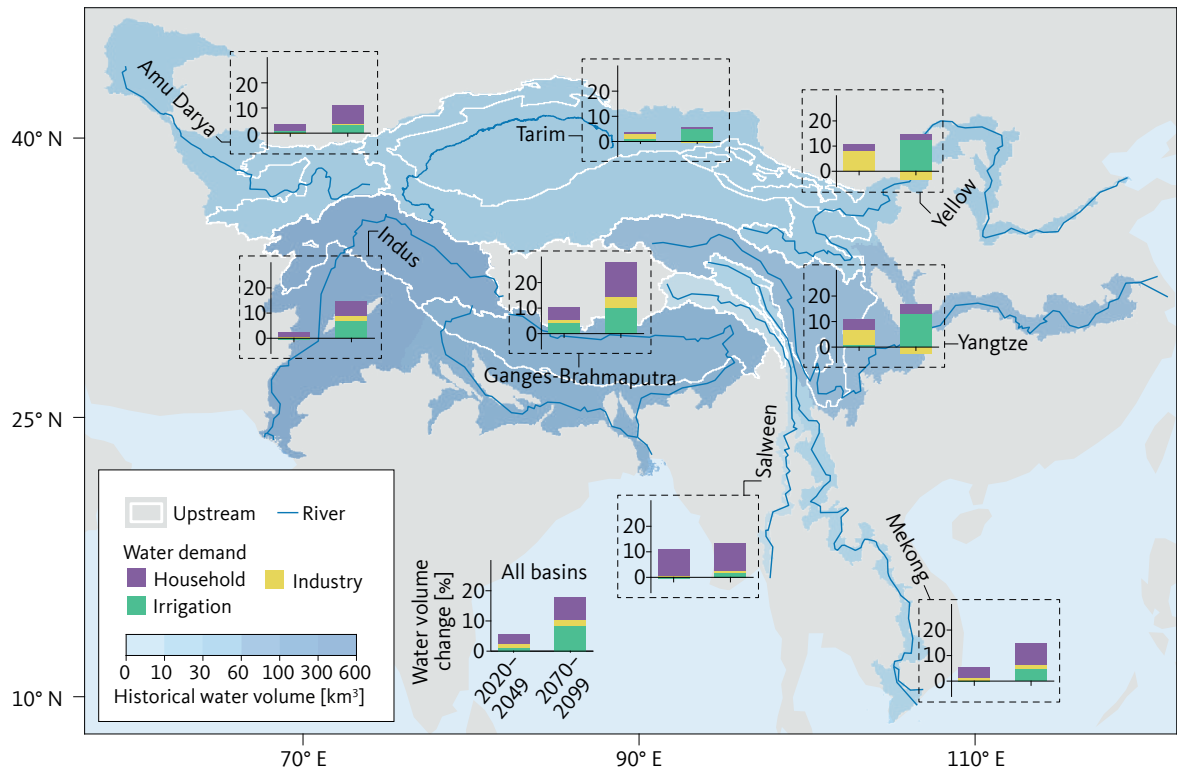 40° N
25° N
10° N
70° E
90° E
110° E
Amu Darya
20
10
0
Tarim
20
10
0
Yellow
20
10
0
Indus
20
10
0
Ganges-Brahmaputra
20
10
0
Yangtze
20
10
0
Salween
20
10
0
Mekong
20
10
0
All basins
Water volume
change [%]
20
10
0
2020–
2049
2070–
2099
Upstream
River
Water demand
Household
Industry
Irrigation
0 10 30 60 100 300 600
Historical water volume [km³]